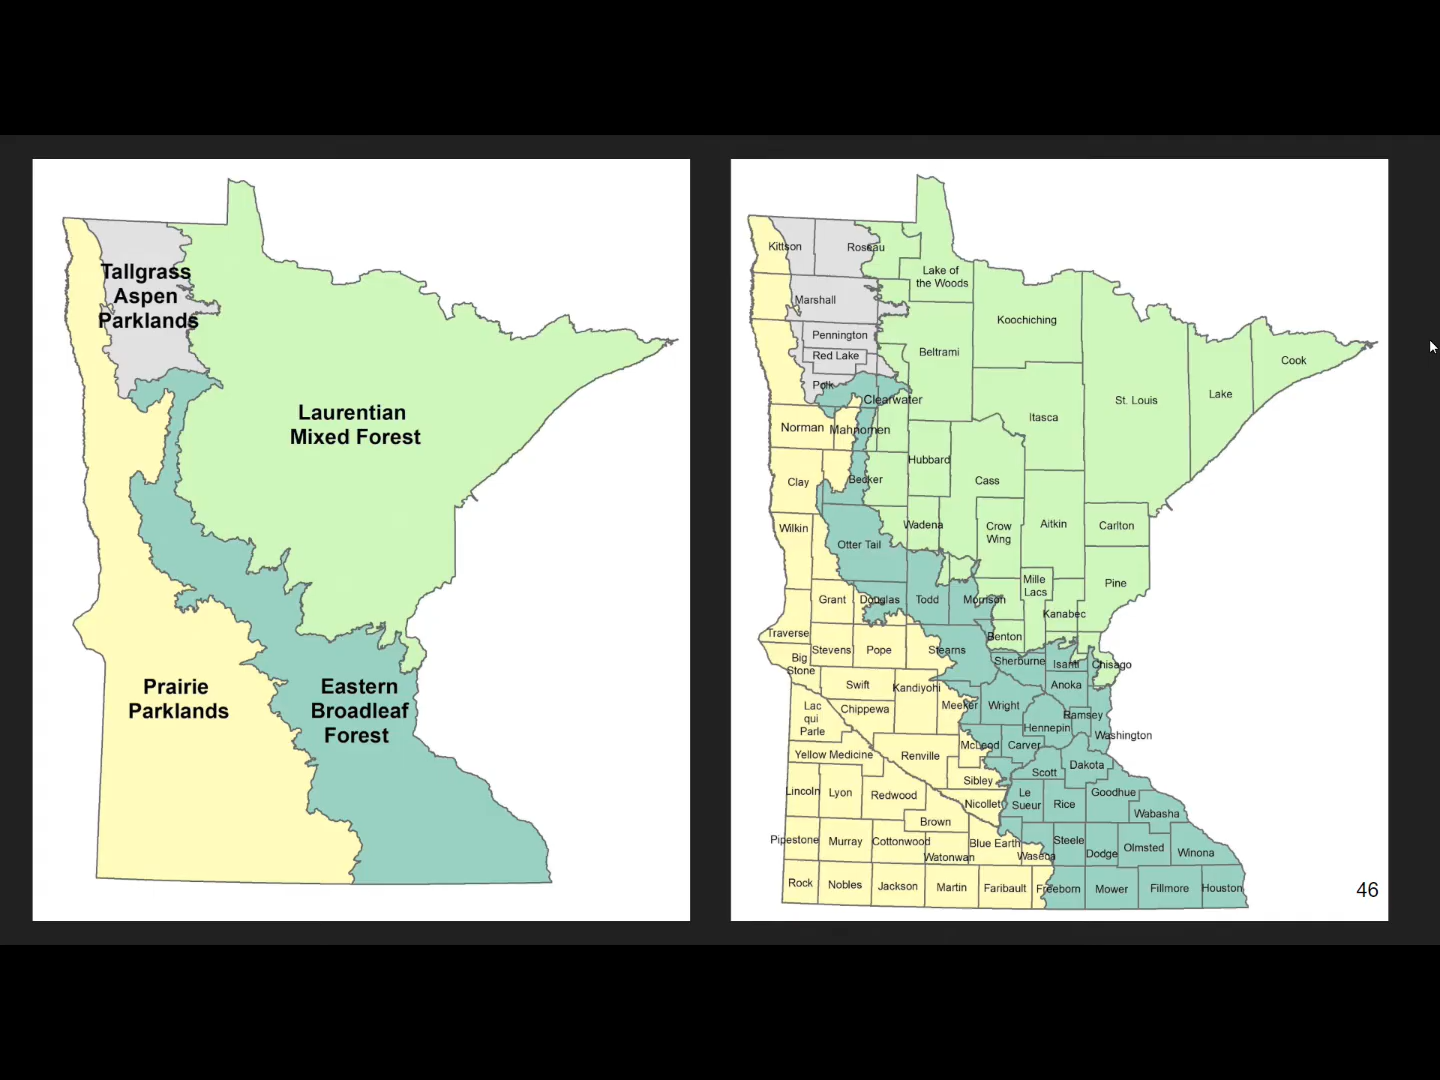 Tallgrass
Aspen
Parklands
Laurentian
Mixed Forest
Prairie
Parklands
Eastern
Broadleaf
Forest
Kittson
Roseau
Lake of
the Woods
Marshall
Koochiching
Pennington
Beltrami
Red Lake
Cook
Polk
St. Louis
Lake
Clearwater
Itasca
Norman
Mahnomen
Hubbard
Clay
Becker
Cass
Wilkin
Wadena
Crow
Wing
Aitkin
Carlton
Otter Tail
Mille
Lacs
Pine
Grant
Douglas
Todd
Morrison
Kanabec
Traverse
Benton
Stevens
Pope
Stearns
Big
Stone
Sherburne
Isanti
Chisago
Swift
Kandiyohi
Anoka
Lac
qui
Parle
Chippewa
Meeker
Wright
Ramsey
Hennepin
Washington
Yellow Medicine
Renville
McLeod
Carver
Scott
Dakota
Sibley
Lincoln
Lyon
Redwood
Nicollet
Le
Sueur
Rice
Goodhue
Wabasha
Brown
Pipestone
Murray
Cottonwood
Watonwan
Blue Earth
Waseca
Steele
Dodge
Olmsted
Winona
Rock
Nobles
Jackson
Martin
Faribault
Freeborn
Mower
Fillmore
Houston
46